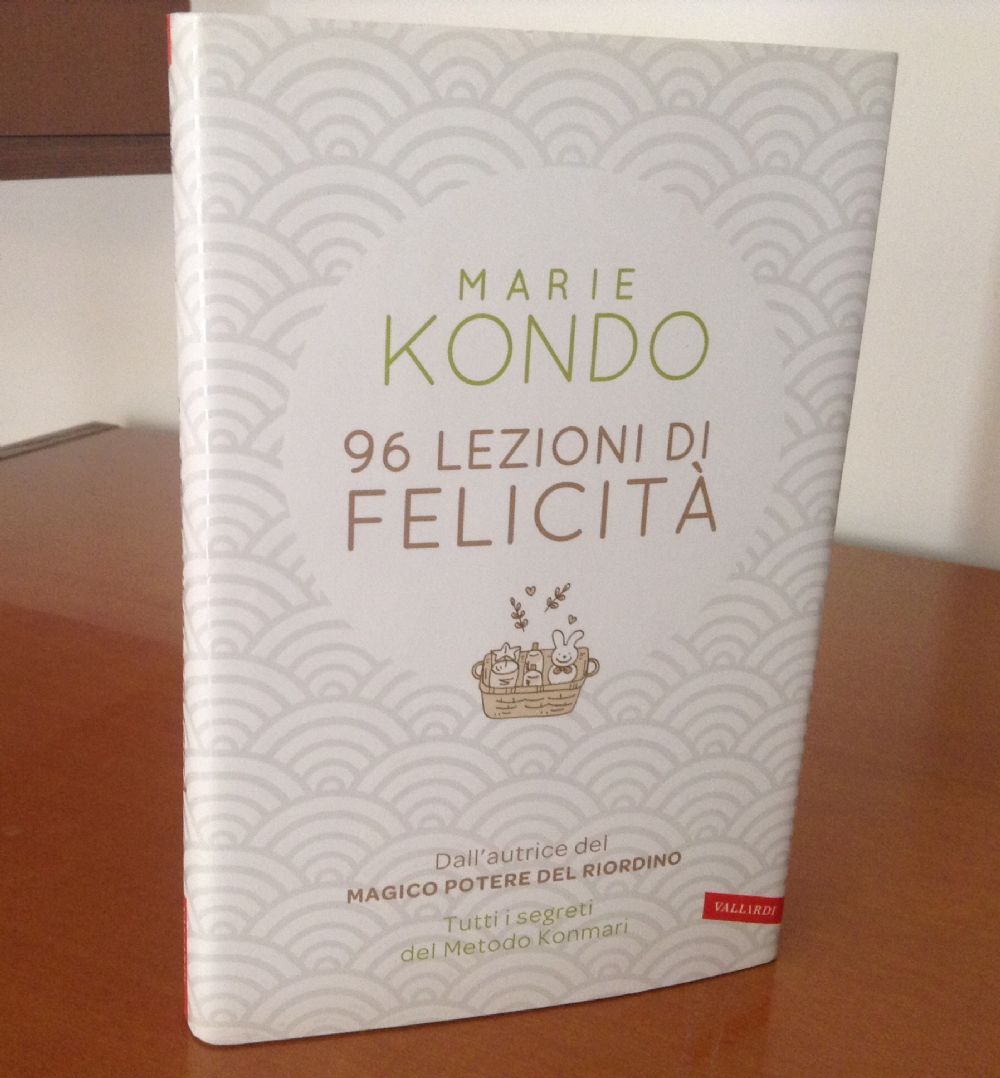 MARIE
KONDO
96 LEZIONI DI
FELICITÀ
Dall'autrice del
MAGICO POTERE DEL RIORDINO
Tutti i segreti
del Metodo Konmari
VALLARDI